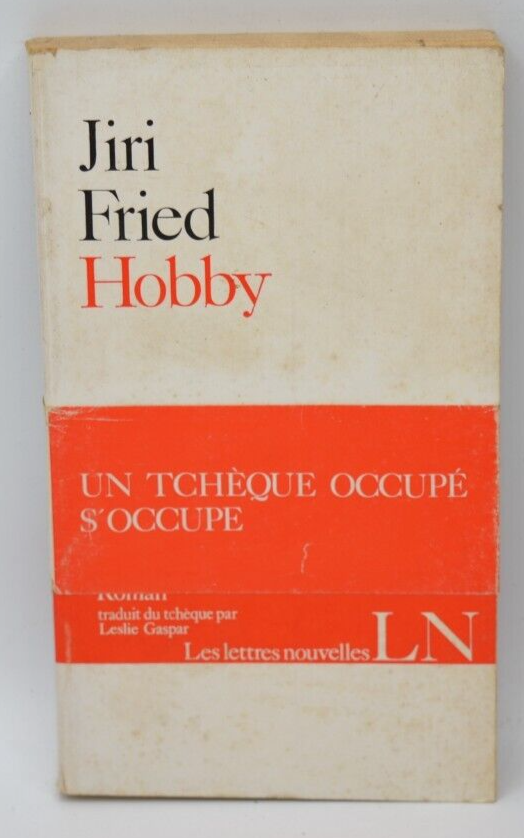 Jiri
Fried
Hobby
UN TCHÈQUE OCCUPÉ
S'OCCUPE
Roman
traduit du tchèque par
Leslie Gaspar
Les lettres nouvelles LN